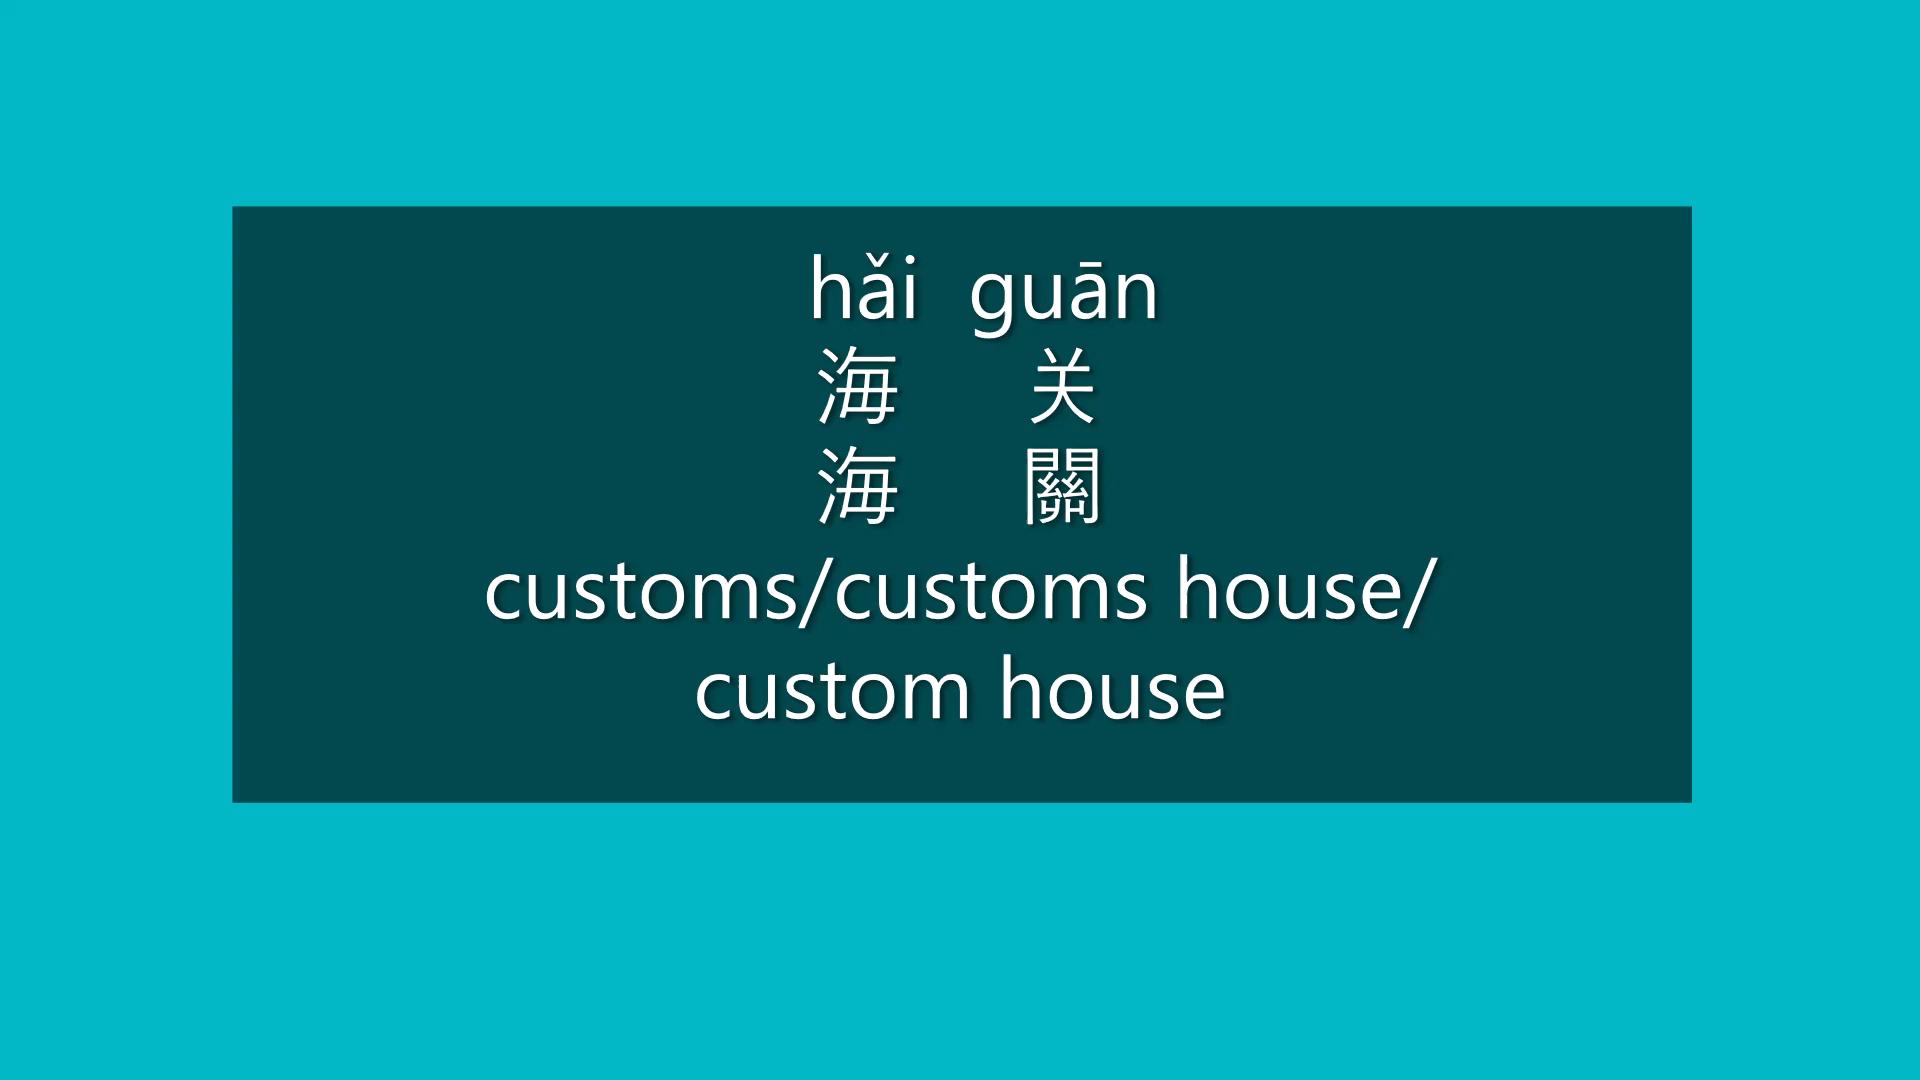 hǎi guān
海 关
海 關
customs/customs house/
custom house